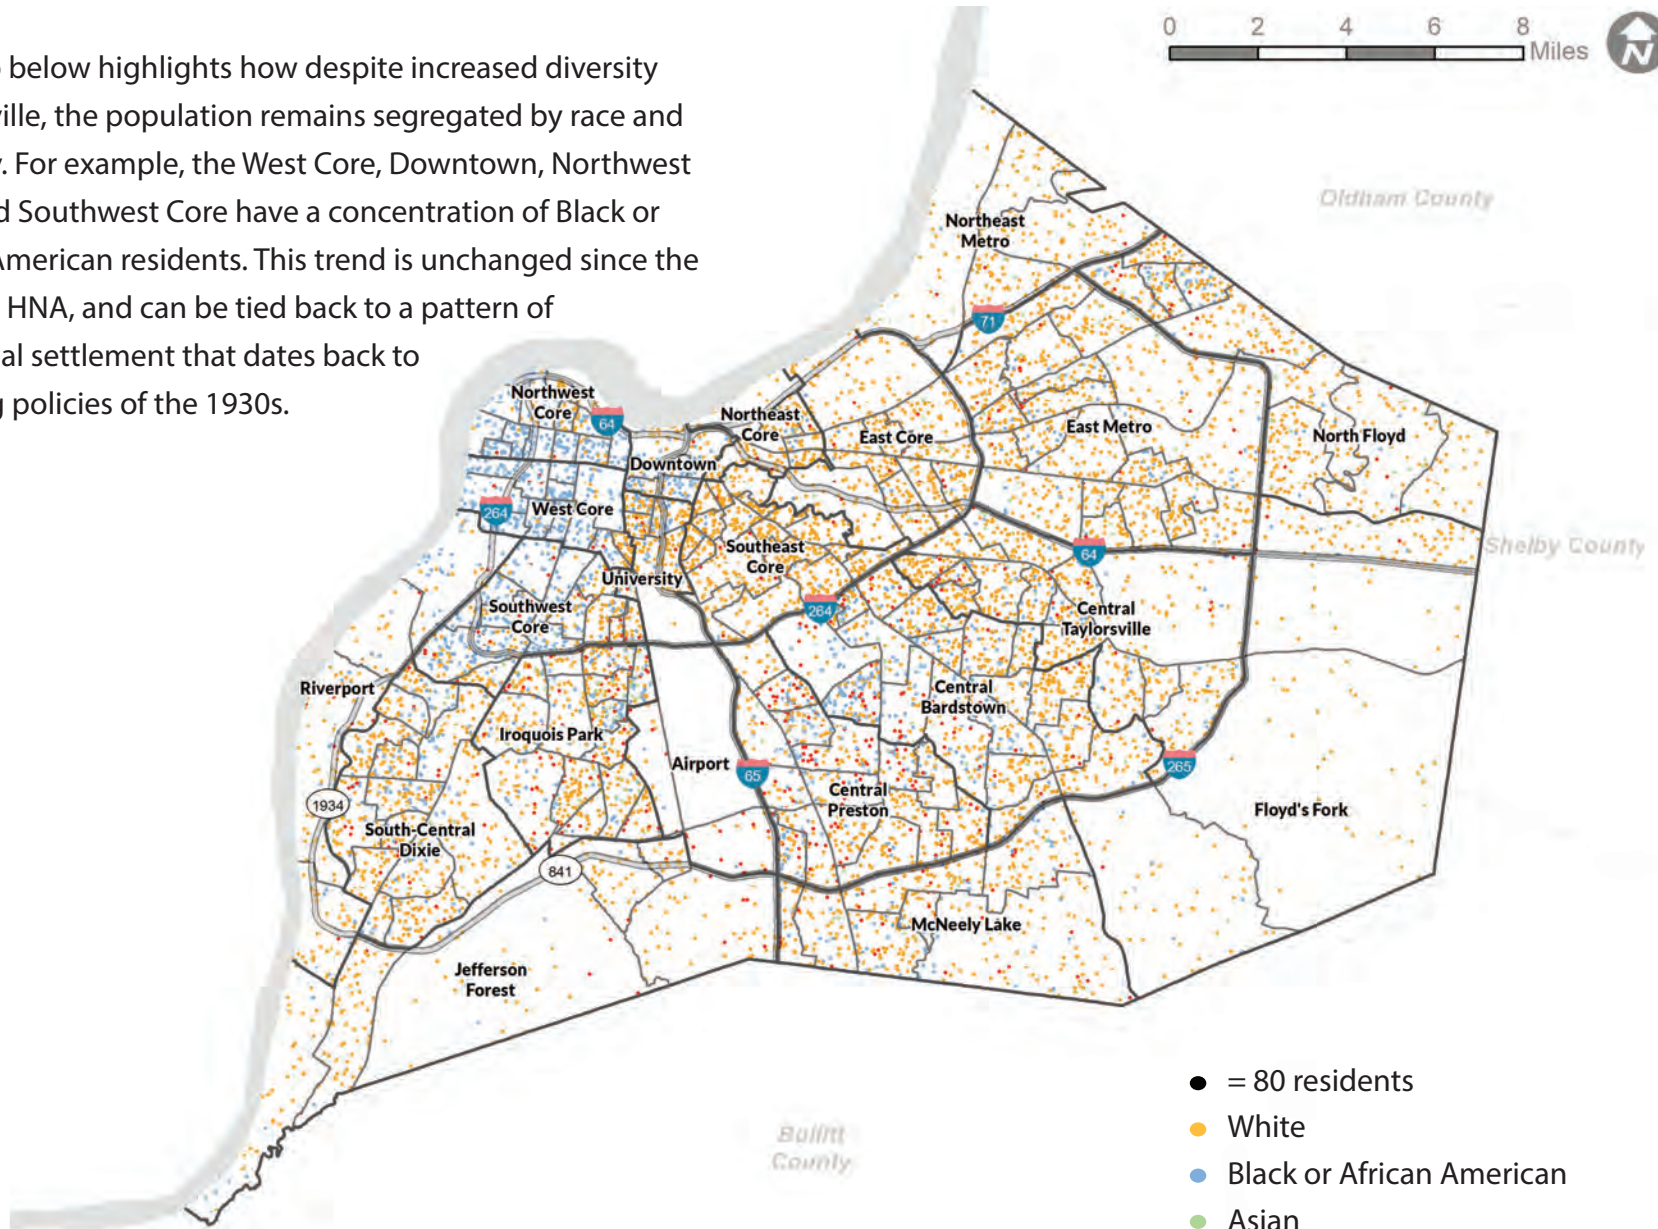 below highlights how despite increased diversity
ville, the population remains segregated by race and
. For example, the West Core, Downtown, Northwest
d Southwest Core have a concentration of Black or
American residents. This trend is unchanged since the
HNA, and can be tied back to a pattern of
al settlement that dates back to
g policies of the 1930s.
0 2 4 6 8
Miles
N
Oldham County
Northeast
Metro
71
Northwest
Core
64
Northeast
Core
East Core
East Metro
North Floyd
Downtown
264
West Core
Southeast
Core
64
Shelby County
University
Southwest
Core
264
Central
Taylorsville
Riverport
Central
Bardstown
Iroquois Park
Airport
65
265
1934
Central
Preston
Floyd's Fork
South-Central
Dixie
841
McNeely Lake
Jefferson
Forest
Bullitt
County
= 80 residents
White
Black or African American
Asian